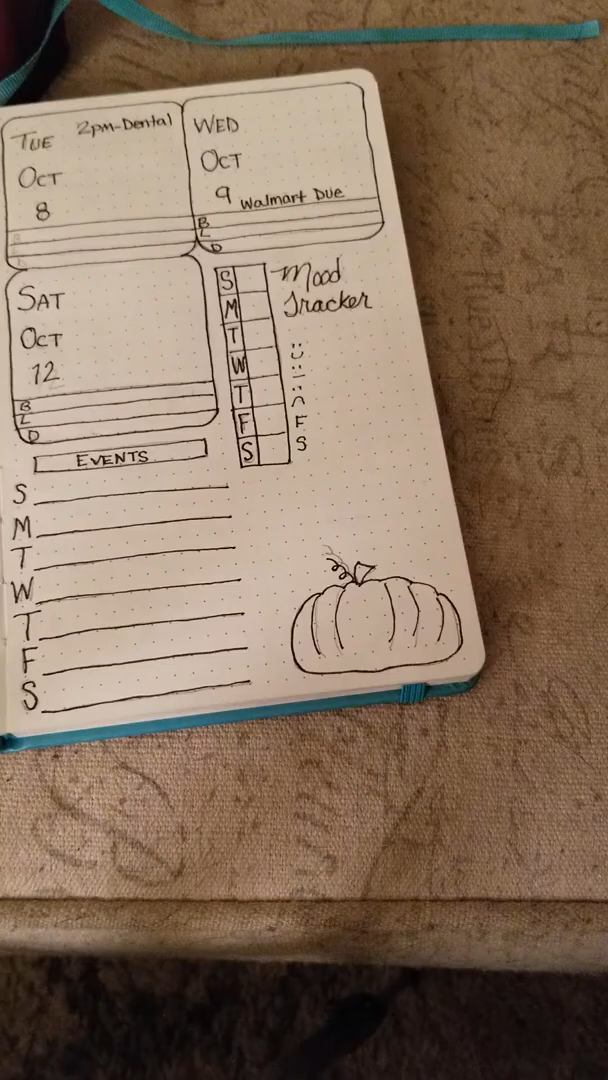 TUE 2pm-Dental
OCT
8
B
L
D
WED
OCT
9 Walmart Due
B
L
D
SAT
OCT
12
B
L
D
S
M
T
W
T
F
S
Mood
Tracker
F
S
EVENTS
S
M
T
W
T
F
S